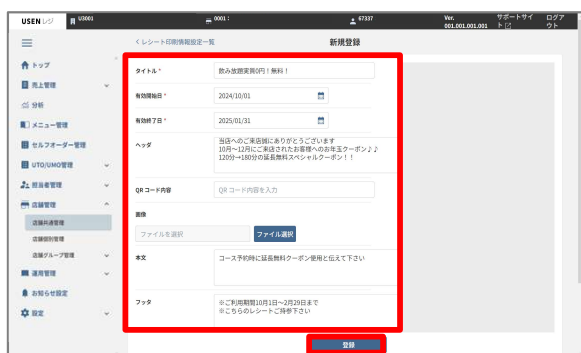 USEN レジ
U3001
0001：
67337
Ver.
001.001.001.001
サポートサイ
ト
ログア
ウト
< レシート印刷情報設定一覧
新規登録
トップ
売上管理
分析
メニュー管理
セルフオーダー管理
UTO/UMO管理
担当者管理
店舗管理
店舗共通管理
店舗個別管理
店舗グループ管理
運用管理
お知らせ設定
設定
タイトル *
飲み放題実質0円！無料！
有効開始日 *
2024/10/01
有効終了日 *
2025/01/31
ヘッダ
当店へのご来店誠にありがとうございます
10月～12月にご来店されたお客様へのお年玉クーポン♪♪
120分→180分の延長無料スペシャルクーポン！！
QRコード内容
QRコード内容を入力
画像
ファイルを選択
ファイル選択
本文
コース予約時に延長無料クーポン使用と伝えて下さい
フッタ
※ご利用期間10月1日～2月29日まで
※こちらのレシートご持参下さい
登録